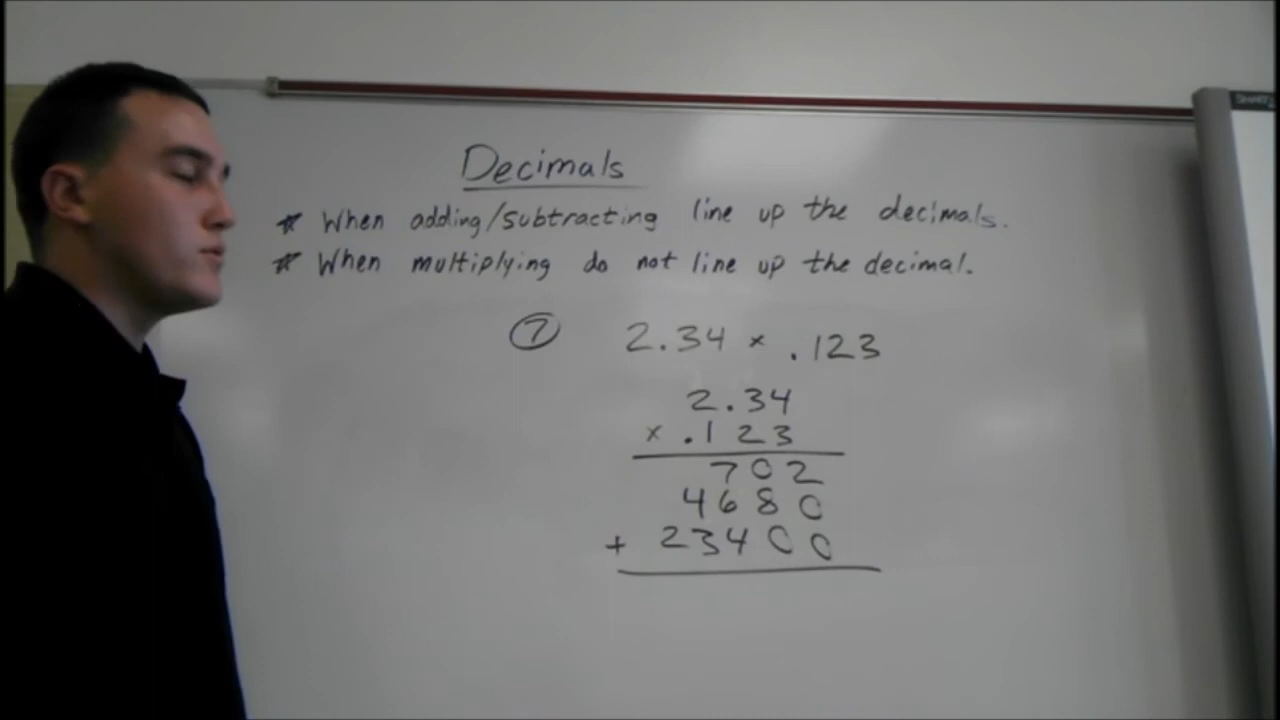 Decimals
* When adding/subtracting line up the decimals.
* When multiplying do not line up the decimal.
⑦ 2.34 × .123
2.34
× .123
702
4680
+ 23400